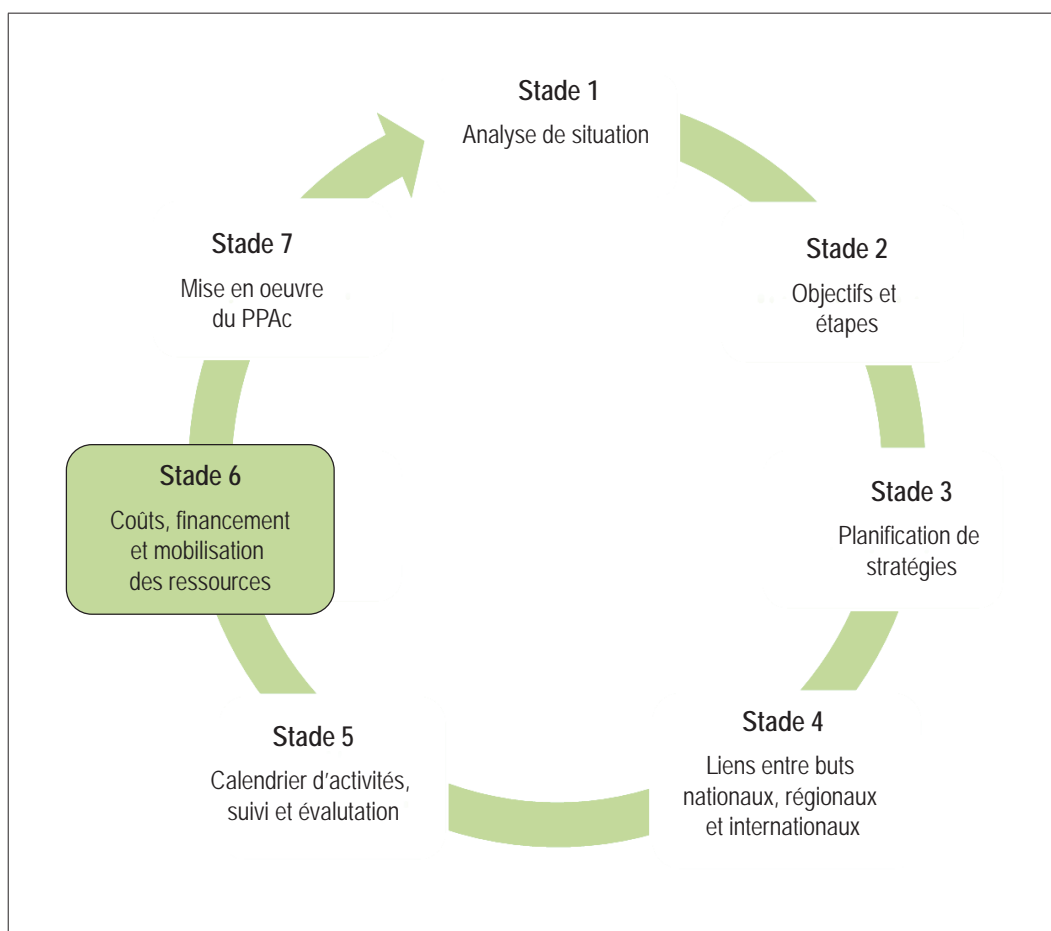 Stade 1
Analyse de situation
Stade 2
Objectifs et
étapes
Stade 3
Planification de
stratégies
Stade 4
Liens entre buts
nationaux, régionaux
et internationaux
Stade 5
Calendrier d'activités,
suivi et évalutation
Stade 6
Coûts, financement
et mobilisation
des ressources
Stade 7
Mise en oeuvre
du PPAc